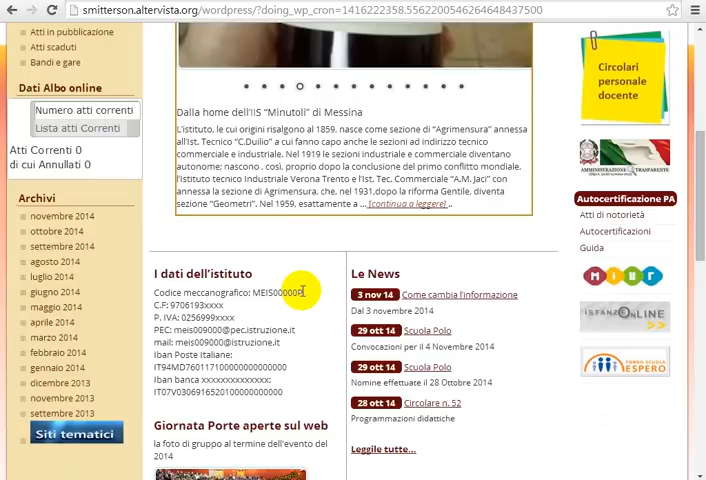 smitterson.altervista.org/wordpress/?doing_wp_cron=1416222358.5562200546264648437500
Atti in pubblicazione
Atti scaduti
Bandi e gare
Dati Albo online
Numero atti correnti
Lista atti Correnti
Atti Correnti 0
di cui Annullati 0
Archivi
novembre 2014
ottobre 2014
settembre 2014
agosto 2014
luglio 2014
giugno 2014
maggio 2014
aprile 2014
marzo 2014
febbraio 2014
gennaio 2014
dicembre 2013
novembre 2013
settembre 2013
Siti tematici
Dalla home dell'IIS "Minutoli" di Messina
L'istituto, le cui origini risalgono al 1859, nasce come sezione di "Agrimensura" annessa
all'Ist. Tecnico "C.Duilio" a cui fanno capo anche le sezioni ad indirizzo tecnico
commerciale e industriale. Nel 1919 le sezioni industriale e commerciale diventano
autonome; nascono , così, proprio dopo la conclusione del primo conflitto mondiale,
l'Istituto tecnico Industriale Verona Trento e l'Ist. Tec. Commerciale "A.M. Jaci" con
annessa la sezione di Agrimensura, che, nel 1931,dopo la riforma Gentile, diventa
sezione "Geometri". Nel 1959, esattamente a ... [continua a leggere] ..
I dati dell'istituto
Codice meccanografico: MEIS00000P
C.F: 9706193xxxx
P. IVA: 0256999xxxx
PEC: meis009000@pec.istruzione.it
mail: meis009000@istruzione.it
Iban Poste Italiane:
IT94MD7601000000000000000
Iban banca xxxxxxxxxxxxx:
IT07V030691652010000000000
Giornata Porte aperte sul web
la foto di gruppo al termine dell'evento del
2014
Le News
3 nov 14 Come cambia l'informazione
Dal 3 novembre 2014
29 ott 14 Scuola Polo
Convocazioni per il 4 Novembre 2014
29 ott 14 Scuola Polo
Nomine effettuate il 28 Ottobre 2014
28 ott 14 Circolare n. 52
Programmazioni didattiche
Leggile tutte...
Circolari
personale
docente
AMMINISTRAZIONE TRASPARENTE
Autocertificazione PA
Atti di notorietà
Autocertificazioni
Guida
MIUR
ISTANZE ONLINE
FONDO SCUOLA
ESPERO